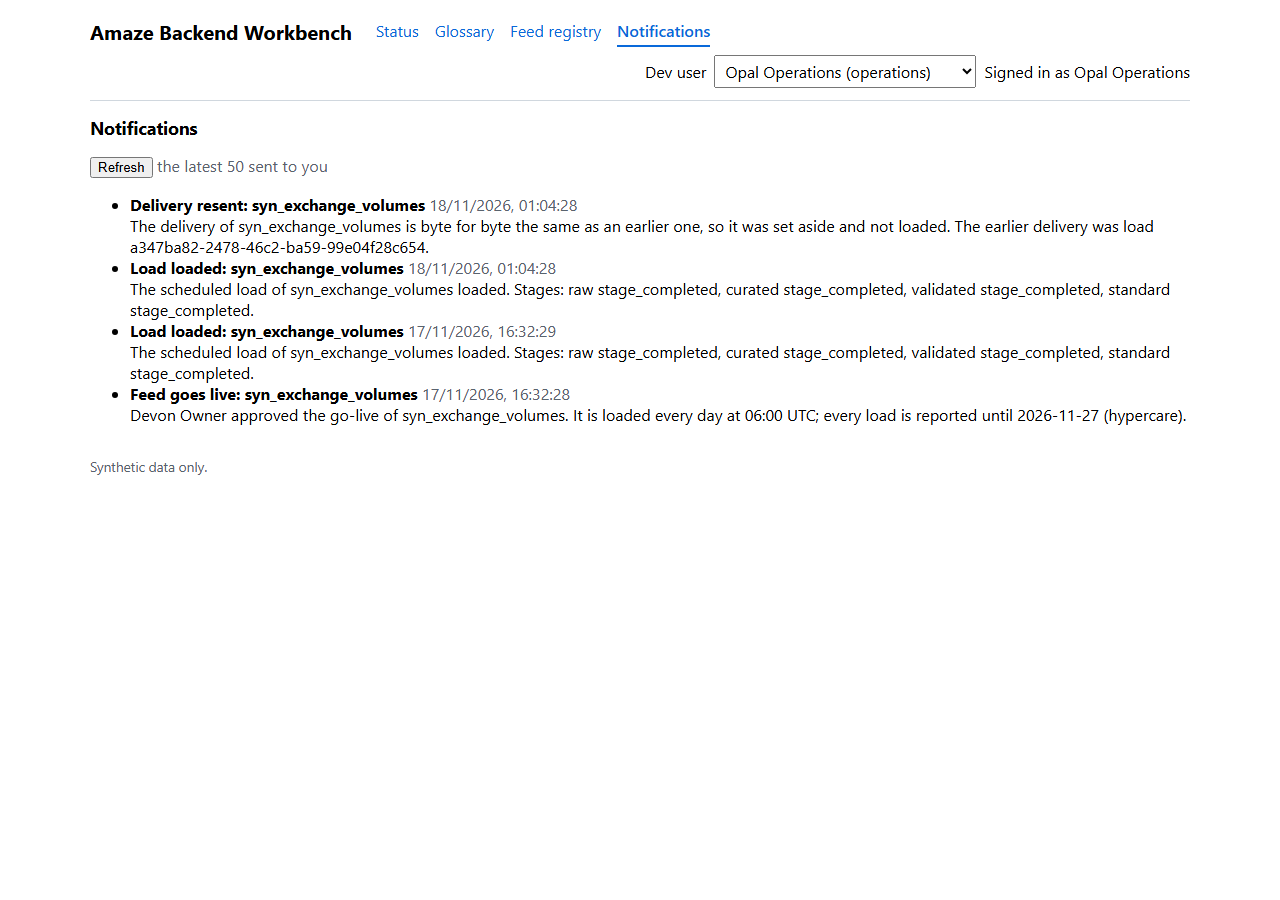 Amaze Backend Workbench Status Glossary Feed registry Notifications
Dev user Opal Operations (operations) Signed in as Opal Operations
Notifications
Refresh the latest 50 sent to you
Delivery resent: syn_exchange_volumes 18/11/2026, 01:04:28
The delivery of syn_exchange_volumes is byte for byte the same as an earlier one, so it was set aside and not loaded. The earlier delivery was load
a347ba82-2478-46c2-ba59-99e04f28c654.
Load loaded: syn_exchange_volumes 18/11/2026, 01:04:28
The scheduled load of syn_exchange_volumes loaded. Stages: raw stage_completed, curated stage_completed, validated stage_completed, standard
stage_completed.
Load loaded: syn_exchange_volumes 17/11/2026, 16:32:29
The scheduled load of syn_exchange_volumes loaded. Stages: raw stage_completed, curated stage_completed, validated stage_completed, standard
stage_completed.
Feed goes live: syn_exchange_volumes 17/11/2026, 16:32:28
Devon Owner approved the go-live of syn_exchange_volumes. It is loaded every day at 06:00 UTC; every load is reported until 2026-11-27 (hypercare).
Synthetic data only.